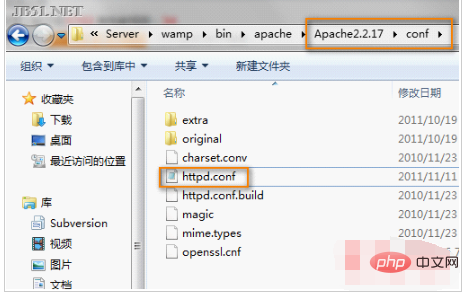 JB51.NET
« Server ▸ wamp ▸ bin ▸ apache ▸ Apache2.2.17 ▸ conf ▸
组织 包含到库中 共享 新建文件夹
收藏夹
下载
桌面
最近访问的位置
库
Subversion
视频
图片
文档
名称 修改日期
extra 2011/10/19
original 2011/10/19
charset.conv 2010/11/23
httpd.conf 2011/11/11
httpd.conf.build 2010/11/23
magic 2010/11/23
mime.types 2010/11/23
openssl.cnf
php 中文网